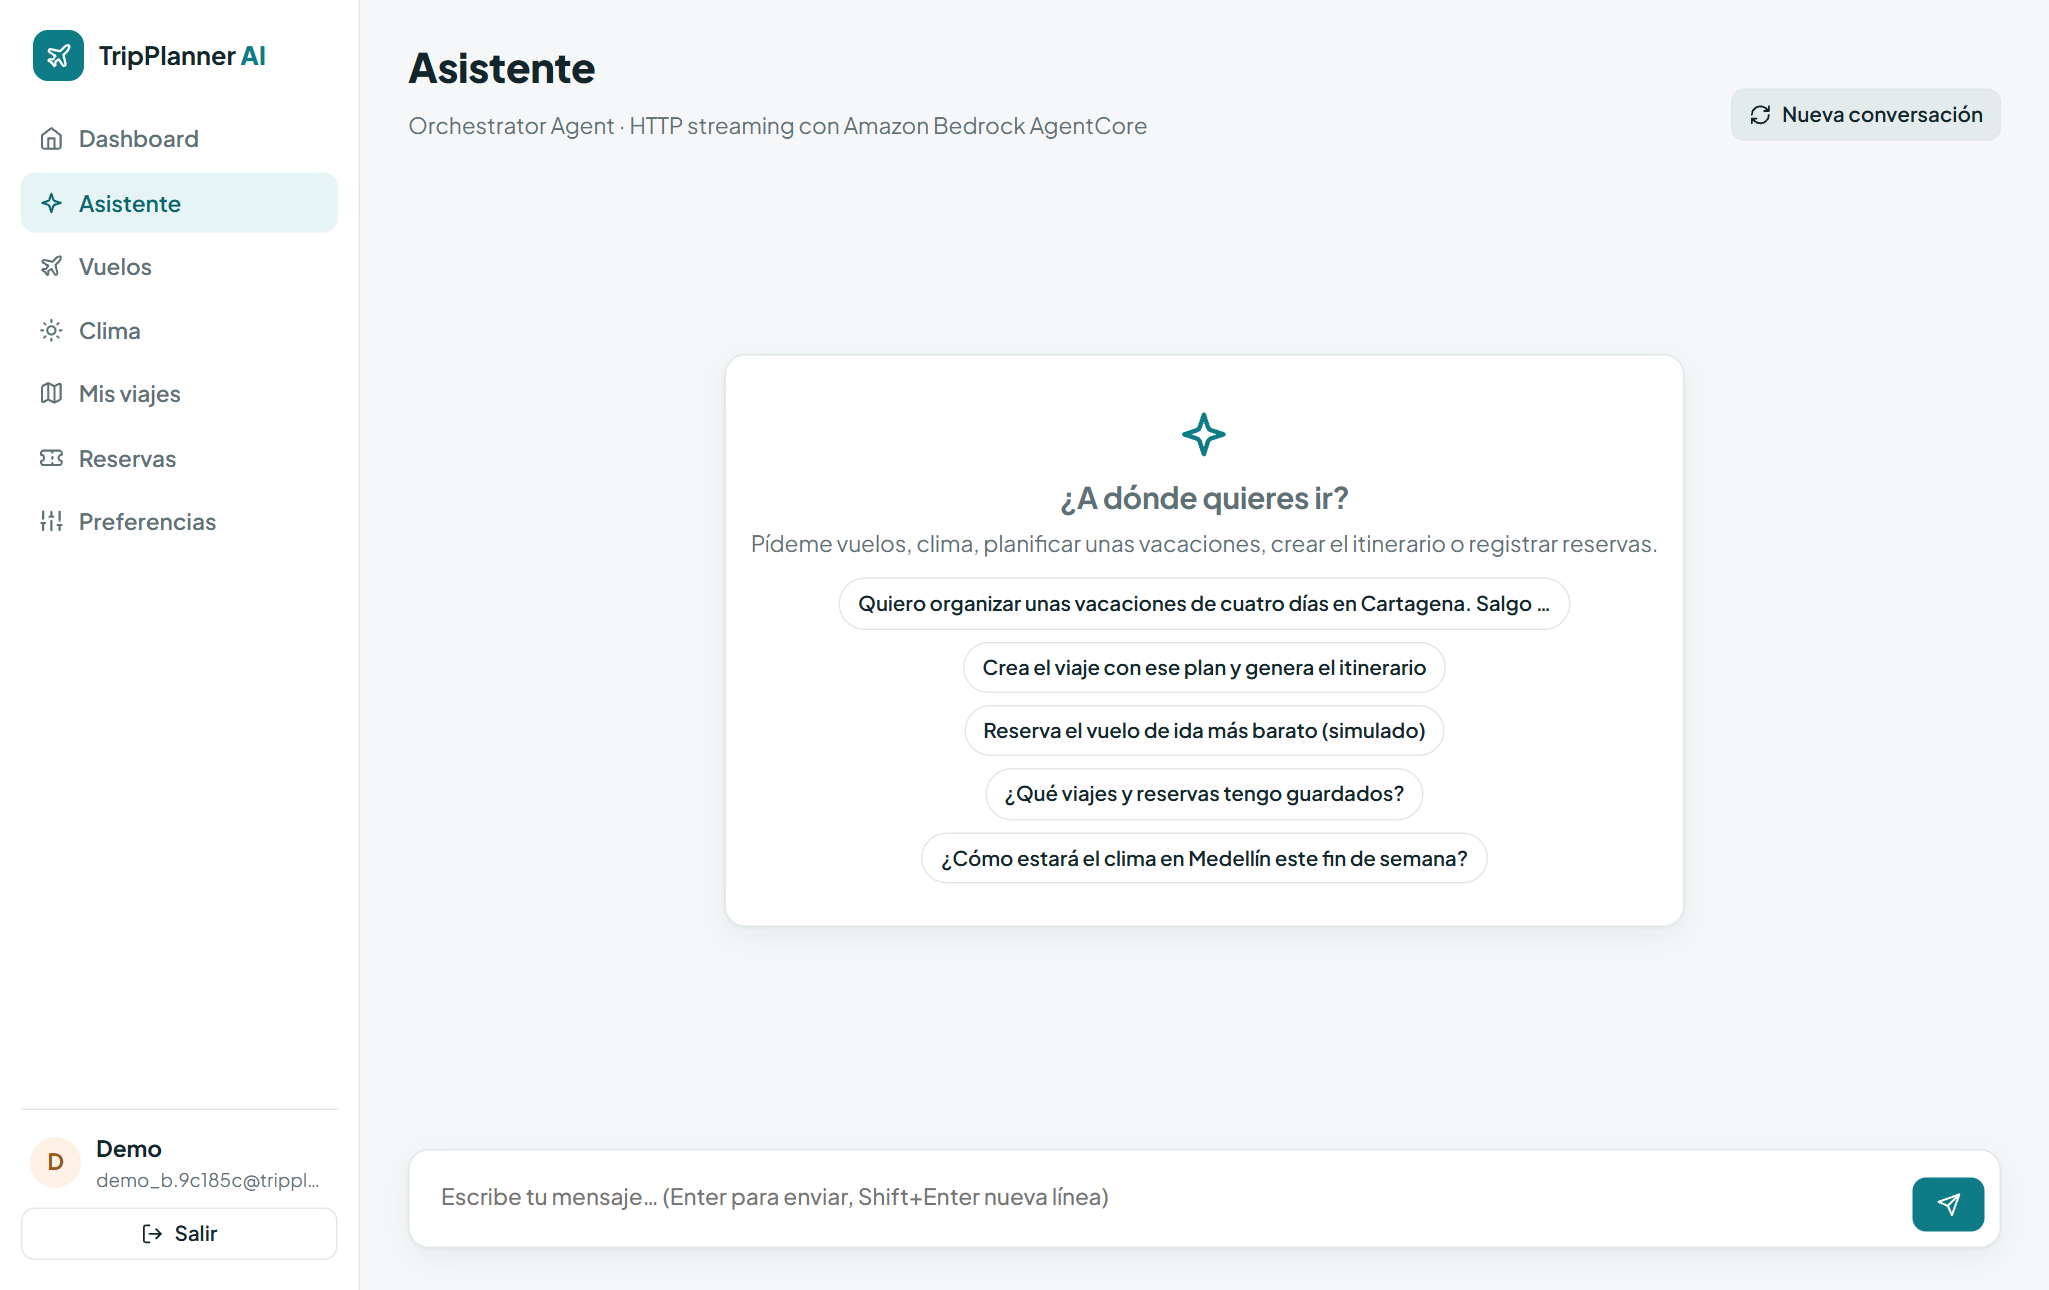 TripPlanner AI
Dashboard
Asistente
Vuelos
Clima
Mis viajes
Reservas
Preferencias
D
Demo
demo_b.9c185c@trippl...
Salir
Asistente
Orchestrator Agent · HTTP streaming con Amazon Bedrock AgentCore
Nueva conversación
¿A dónde quieres ir?
Pídeme vuelos, clima, planificar unas vacaciones, crear el itinerario o registrar reservas.
Quiero organizar unas vacaciones de cuatro días en Cartagena. Salgo ...
Crea el viaje con ese plan y genera el itinerario
Reserva el vuelo de ida más barato (simulado)
¿Qué viajes y reservas tengo guardados?
¿Cómo estará el clima en Medellín este fin de semana?
Escribe tu mensaje... (Enter para enviar, Shift+Enter nueva línea)